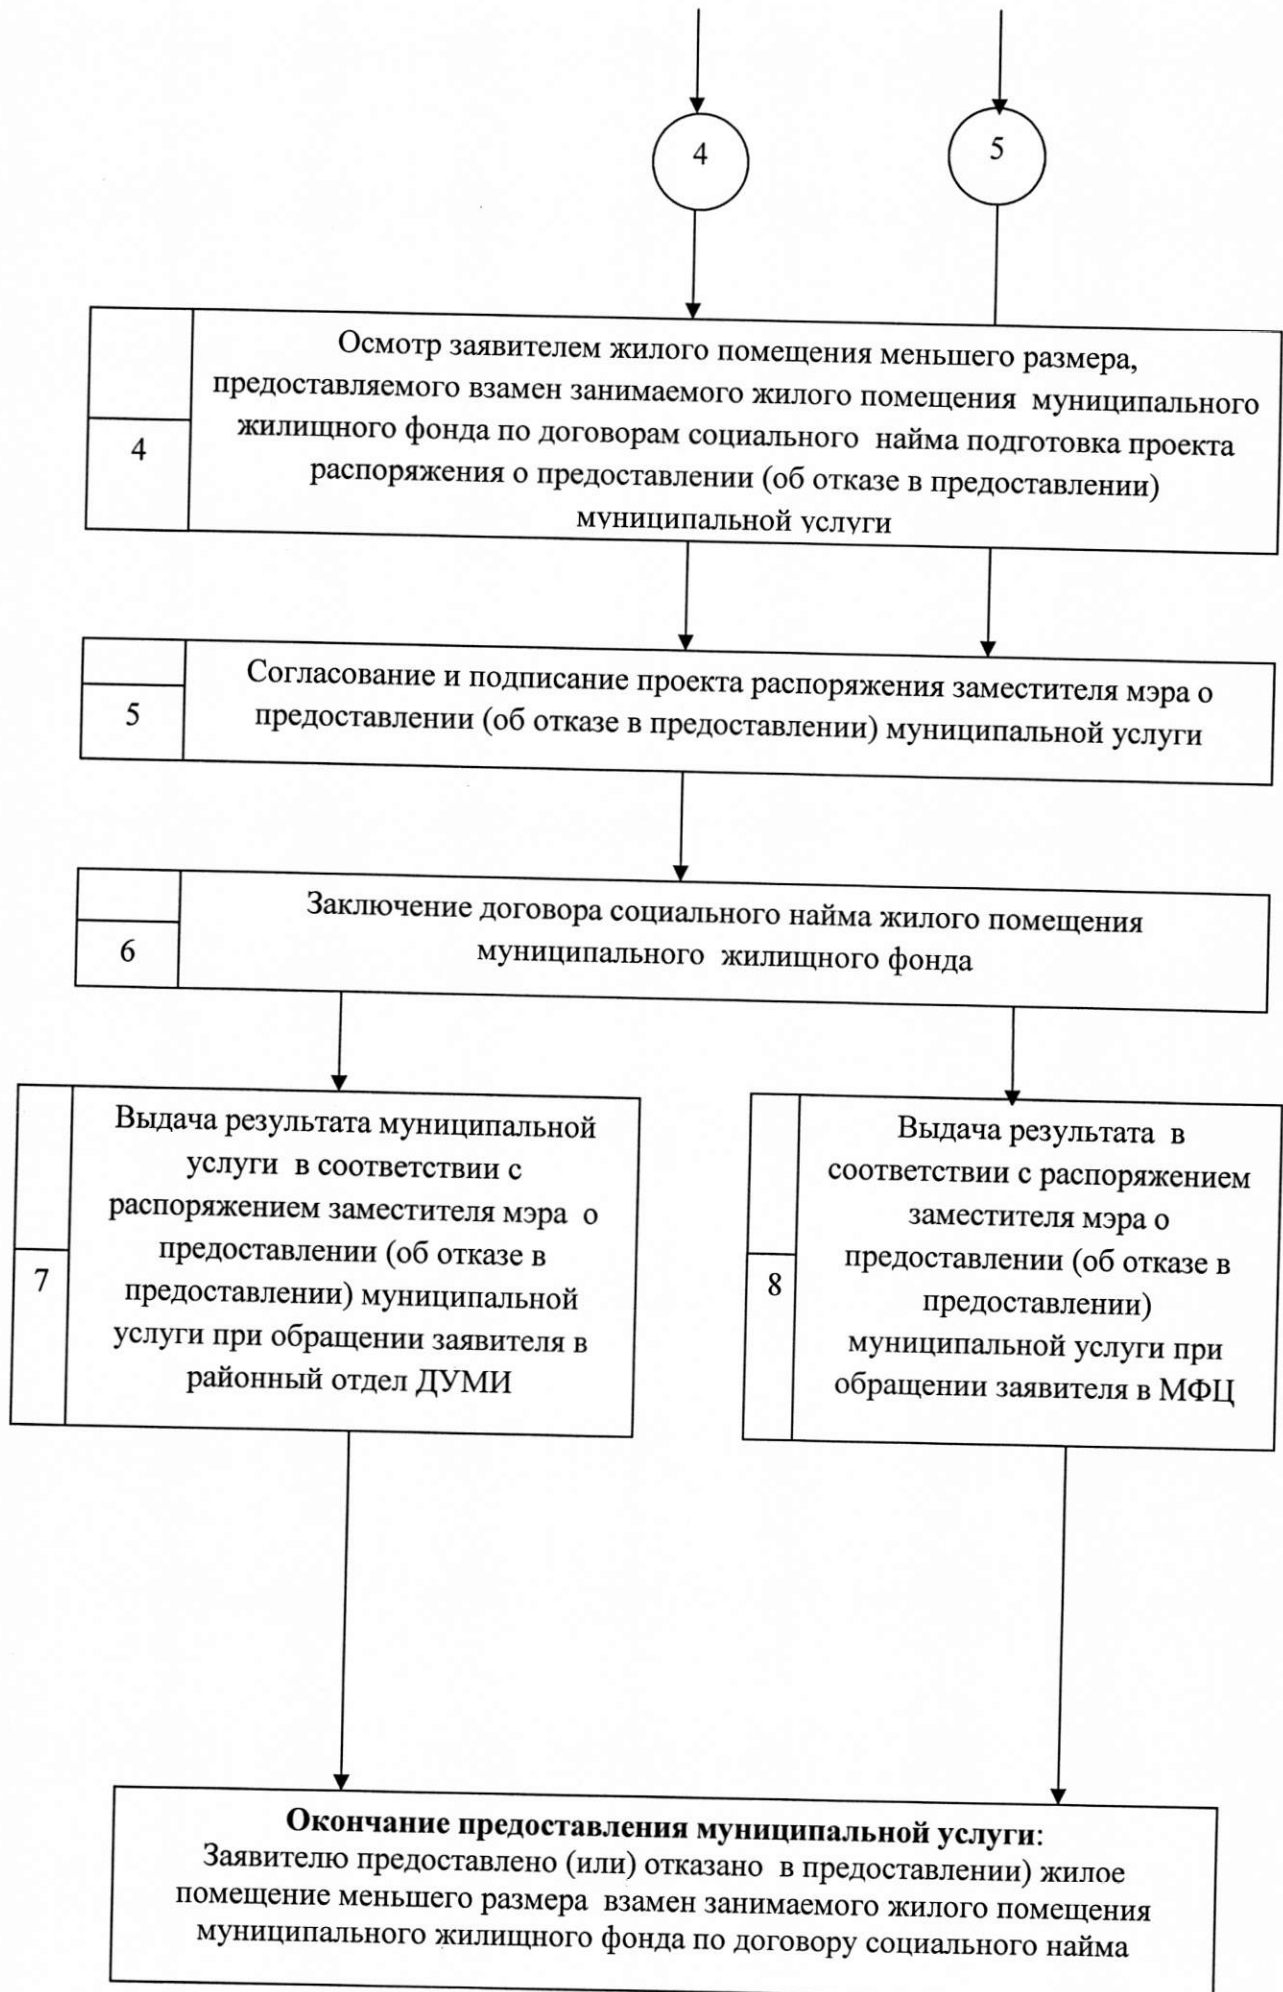 4
5
Осмотр заявителем жилого помещения меньшего размера,
предоставляемого взамен занимаемого жилого помещения муниципального
жилищного фонда по договорам социального найма подготовка проекта
распоряжения о предоставлении (об отказе в предоставлении)
муниципальной услуги
4
Согласование и подписание проекта распоряжения заместителя мэра о
предоставлении (об отказе в предоставлении) муниципальной услуги
5
Заключение договора социального найма жилого помещения
муниципального жилищного фонда
6
Выдача результата муниципальной
услуги в соответствии с
распоряжением заместителя мэра о
предоставлении (об отказе в
предоставлении) муниципальной
услуги при обращении заявителя в
районный отдел ДУМИ
7
Выдача результата в
соответствии с распоряжением
заместителя мэра о
предоставлении (об отказе в
предоставлении)
муниципальной услуги при
обращении заявителя в МФЦ
8
Окончание предоставления муниципальной услуги:
Заявителю предоставлено (или) отказано в предоставлении) жилое
помещение меньшего размера взамен занимаемого жилого помещения
муниципального жилищного фонда по договору социального найма